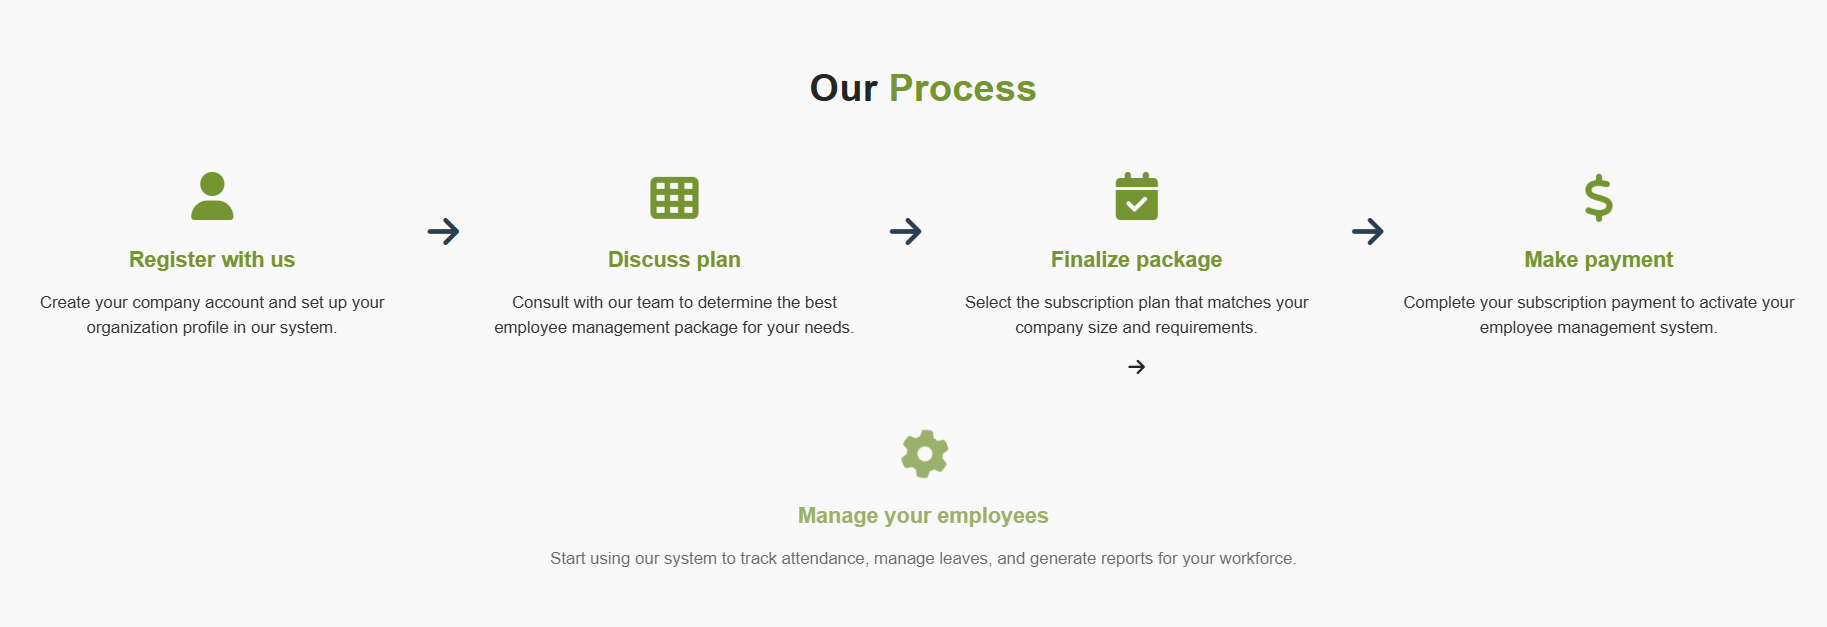 Our Process
Register with us
Create your company account and set up your
organization profile in our system.
Discuss plan
Consult with our team to determine the best
employee management package for your needs.
Finalize package
Select the subscription plan that matches your
company size and requirements.
Make payment
Complete your subscription payment to activate your
employee management system.
Manage your employees
Start using our system to track attendance, manage leaves, and generate reports for your workforce.